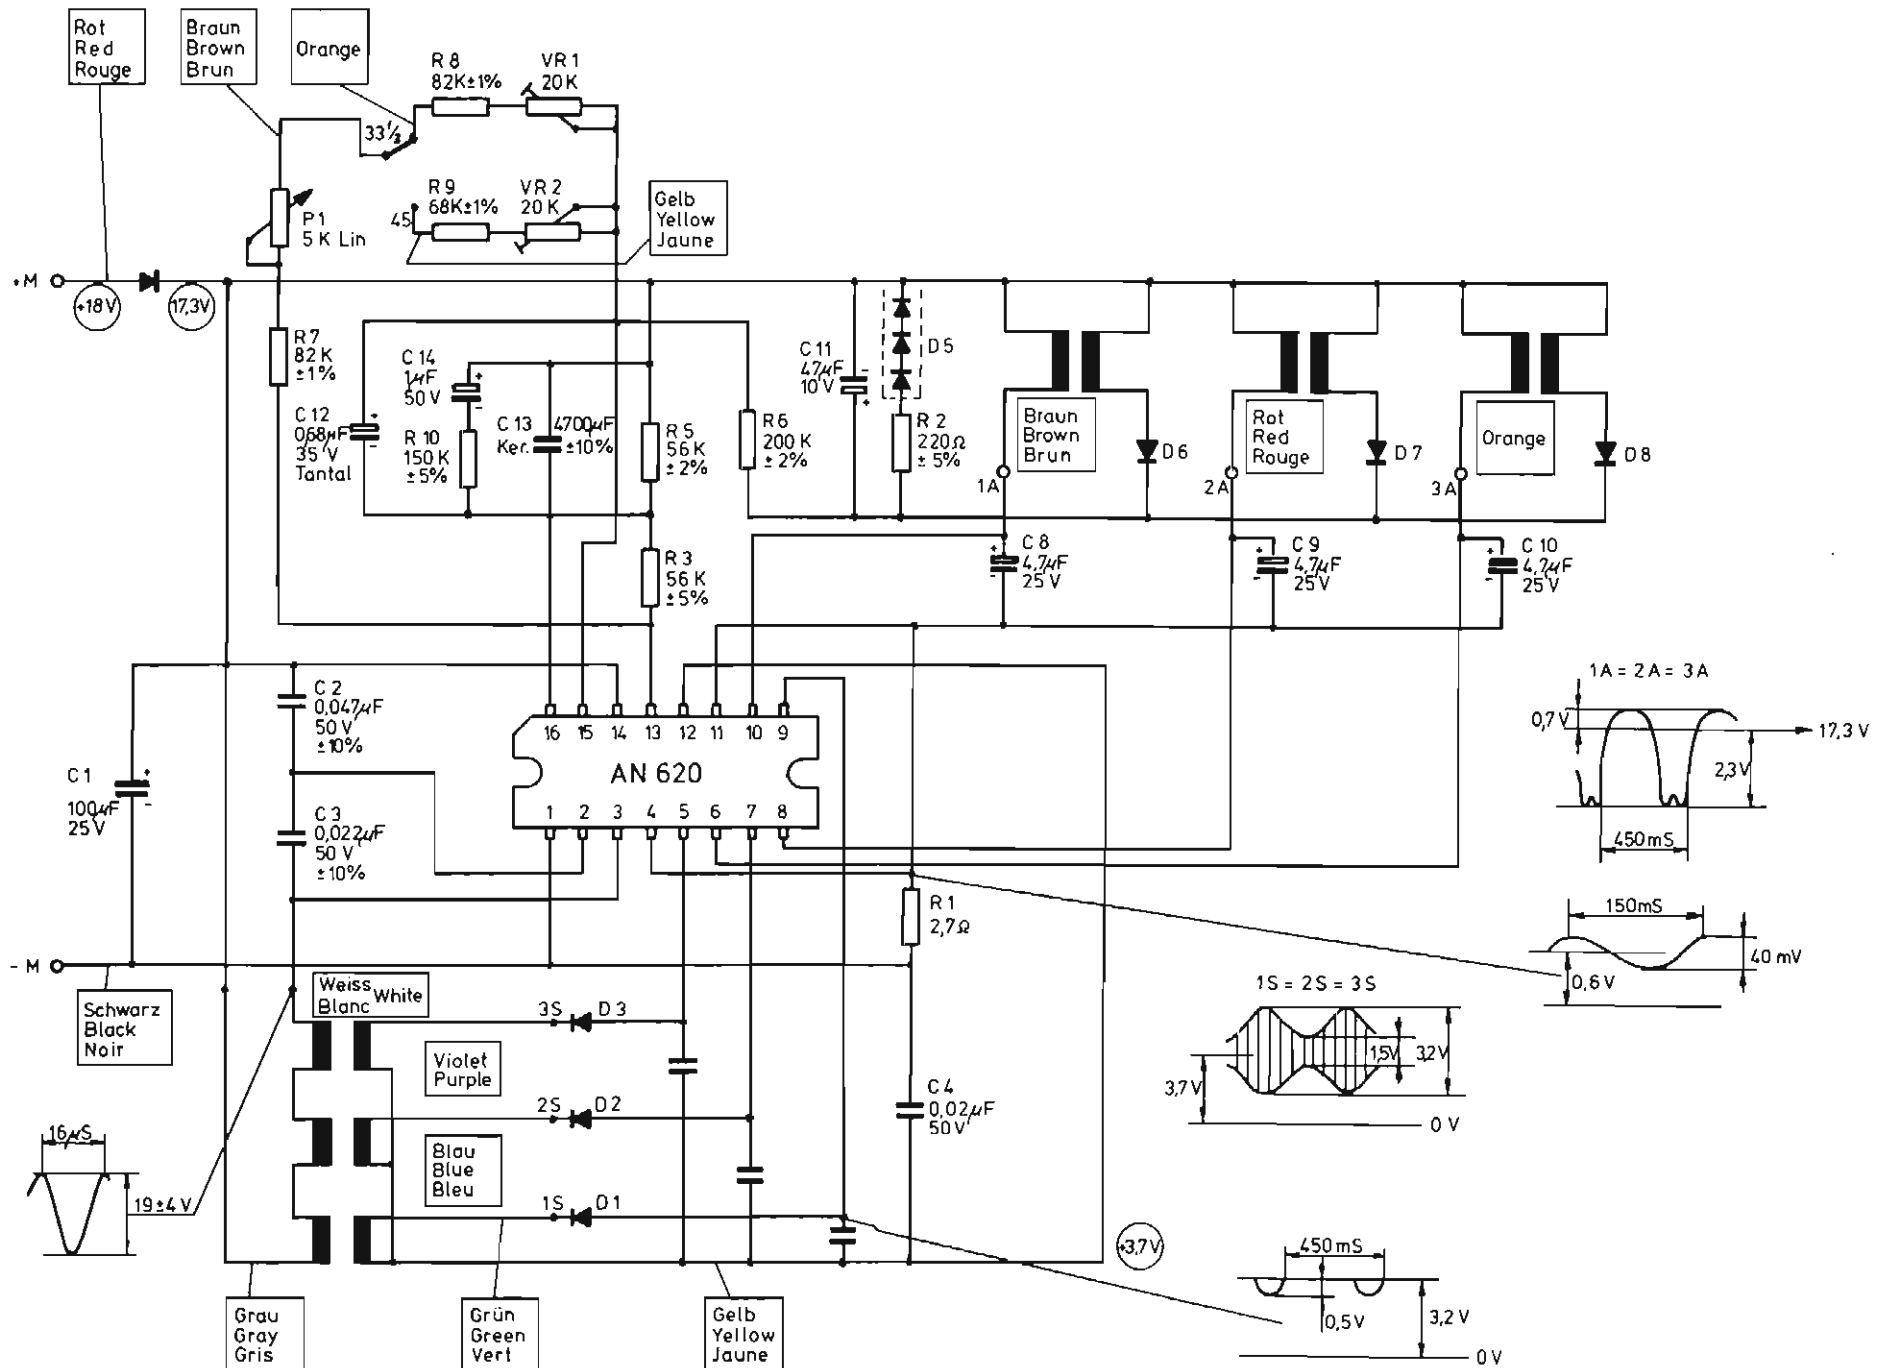 Rot
Red
Rouge
Braun
Brown
Brun
Orange
R 8
82K±1%
VR 1
20 K
33⅓
R 9
68K±1%
VR 2
20 K
45
Gelb
Yellow
Jaune
P 1
5 K Lin
+M
+18V
17,3V
R 7
82 K
±1%
C 14
1µF
50 V
+
-
C 12
0,68µF
35 V
Tantal
+
-
R 10
150 K
±5%
C 13
Ker.
4700µF
±10%
R 5
56 K
±2%
R 6
200 K
±2%
C 11
47µF
10 V
-
+
D 5
R 2
220Ω
±5%
Braun
Brown
Brun
1A
D 6
Rot
Red
Rouge
2A
D 7
Orange
3A
D 8
R 3
56 K
±5%
+
-
C 8
4,7µF
25 V
+
-
C 9
4,7µF
25 V
+
-
C 10
4,7µF
25 V
C 2
0,047µF
50 V
±10%
C 1
100µF
25 V
+
-
C 3
0,022µF
50 V
±10%
16 15 14 13 12 11 10 9
AN 620
1 2 3 4 5 6 7 8
1A = 2A = 3A
0,7V
17,3 V
2,3V
450mS
R 1
2,7Ω
150mS
40 mV
0,6 V
- M
Schwarz
Black
Noir
Weiss
Blanc
White
3S
D 3
Violet
Purple
2S
D 2
Blau
Blue
Bleu
1S
D 1
C 4
0,02µF
50 V
1S = 2S = 3S
1,5V
3,2V
3,7V
0 V
16µS
19±4 V
+3,7V
450mS
0,5V
3,2 V
0 V
Grau
Gray
Gris
Grün
Green
Vert
Gelb
Yellow
Jaune